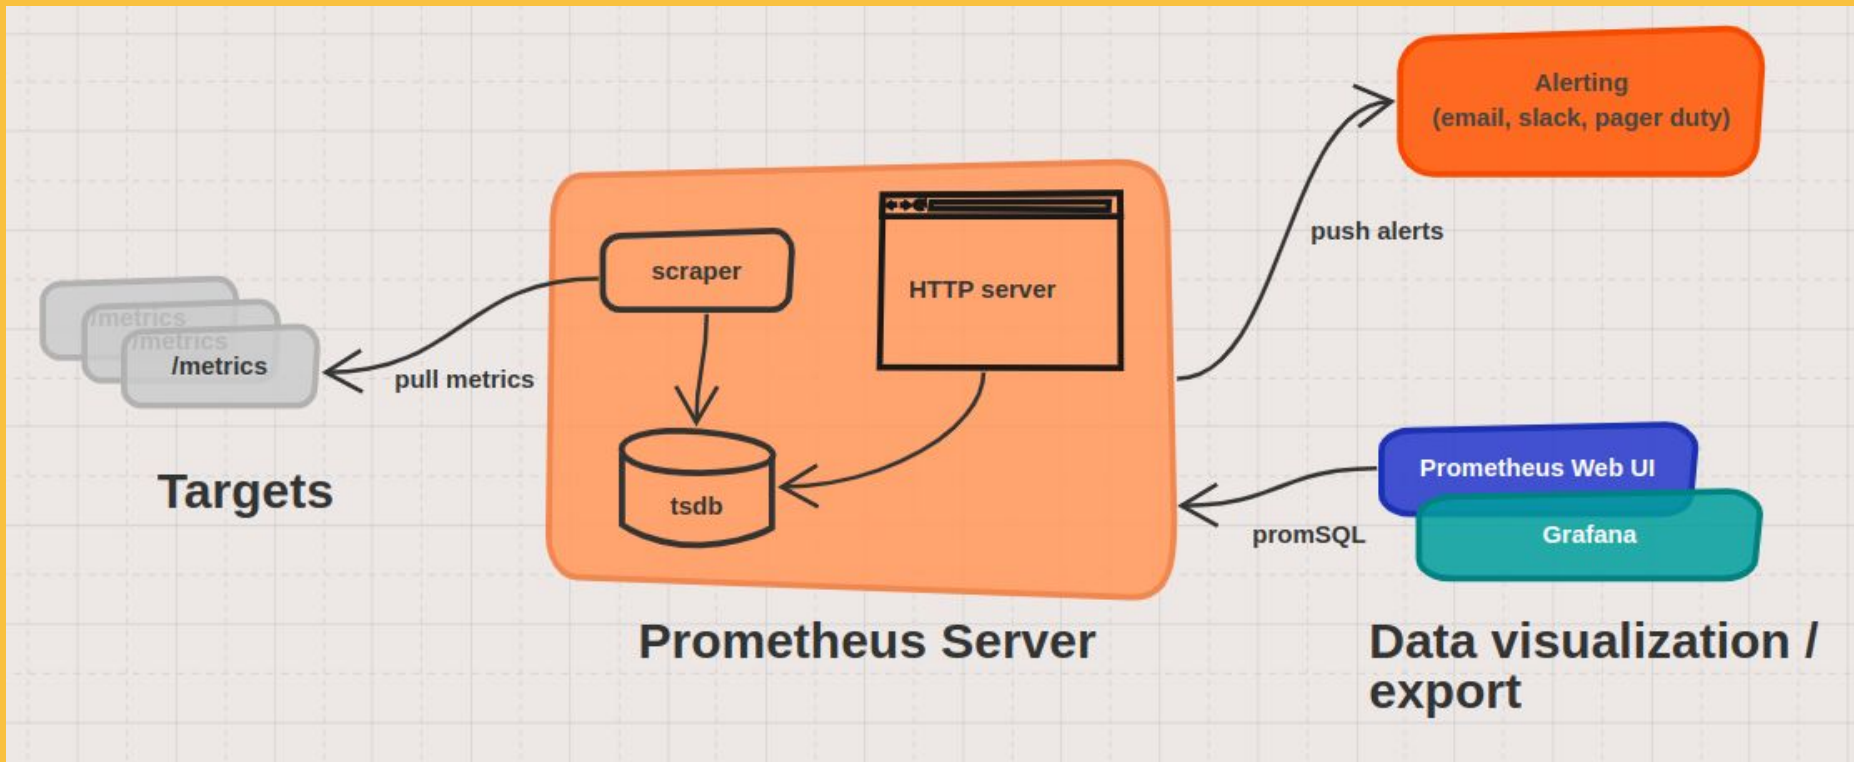 Alerting
(email, slack, pager duty)
push alerts
scraper
HTTP server
/metrics
/metrics
/metrics
pull metrics
tsdb
Targets
Prometheus Server
Prometheus Web UI
Grafana
promSQL
Data visualization /
export